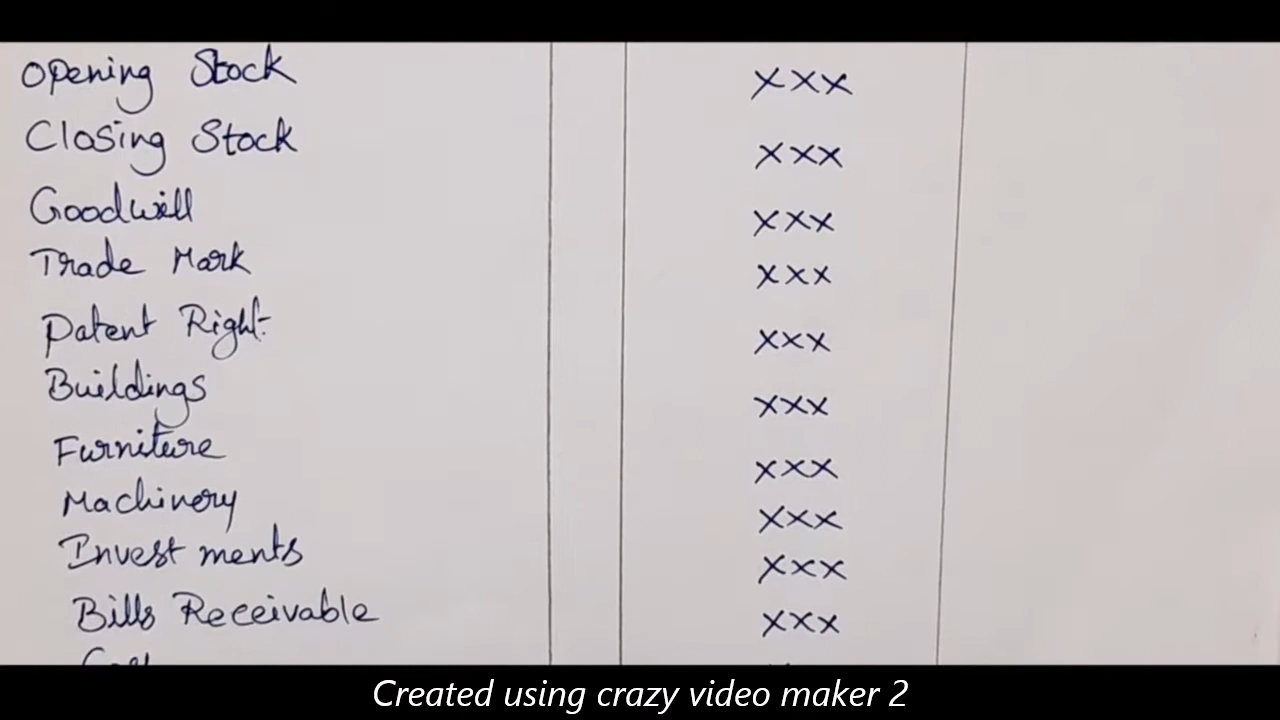 Opening Stock XXX
Closing Stock XXX
Goodwill XXX
Trade Mark XXX
Patent Right XXX
Buildings XXX
Furniture XXX
Machinery XXX
Investments XXX
Bills Receivable XXX
Created using crazy video maker 2